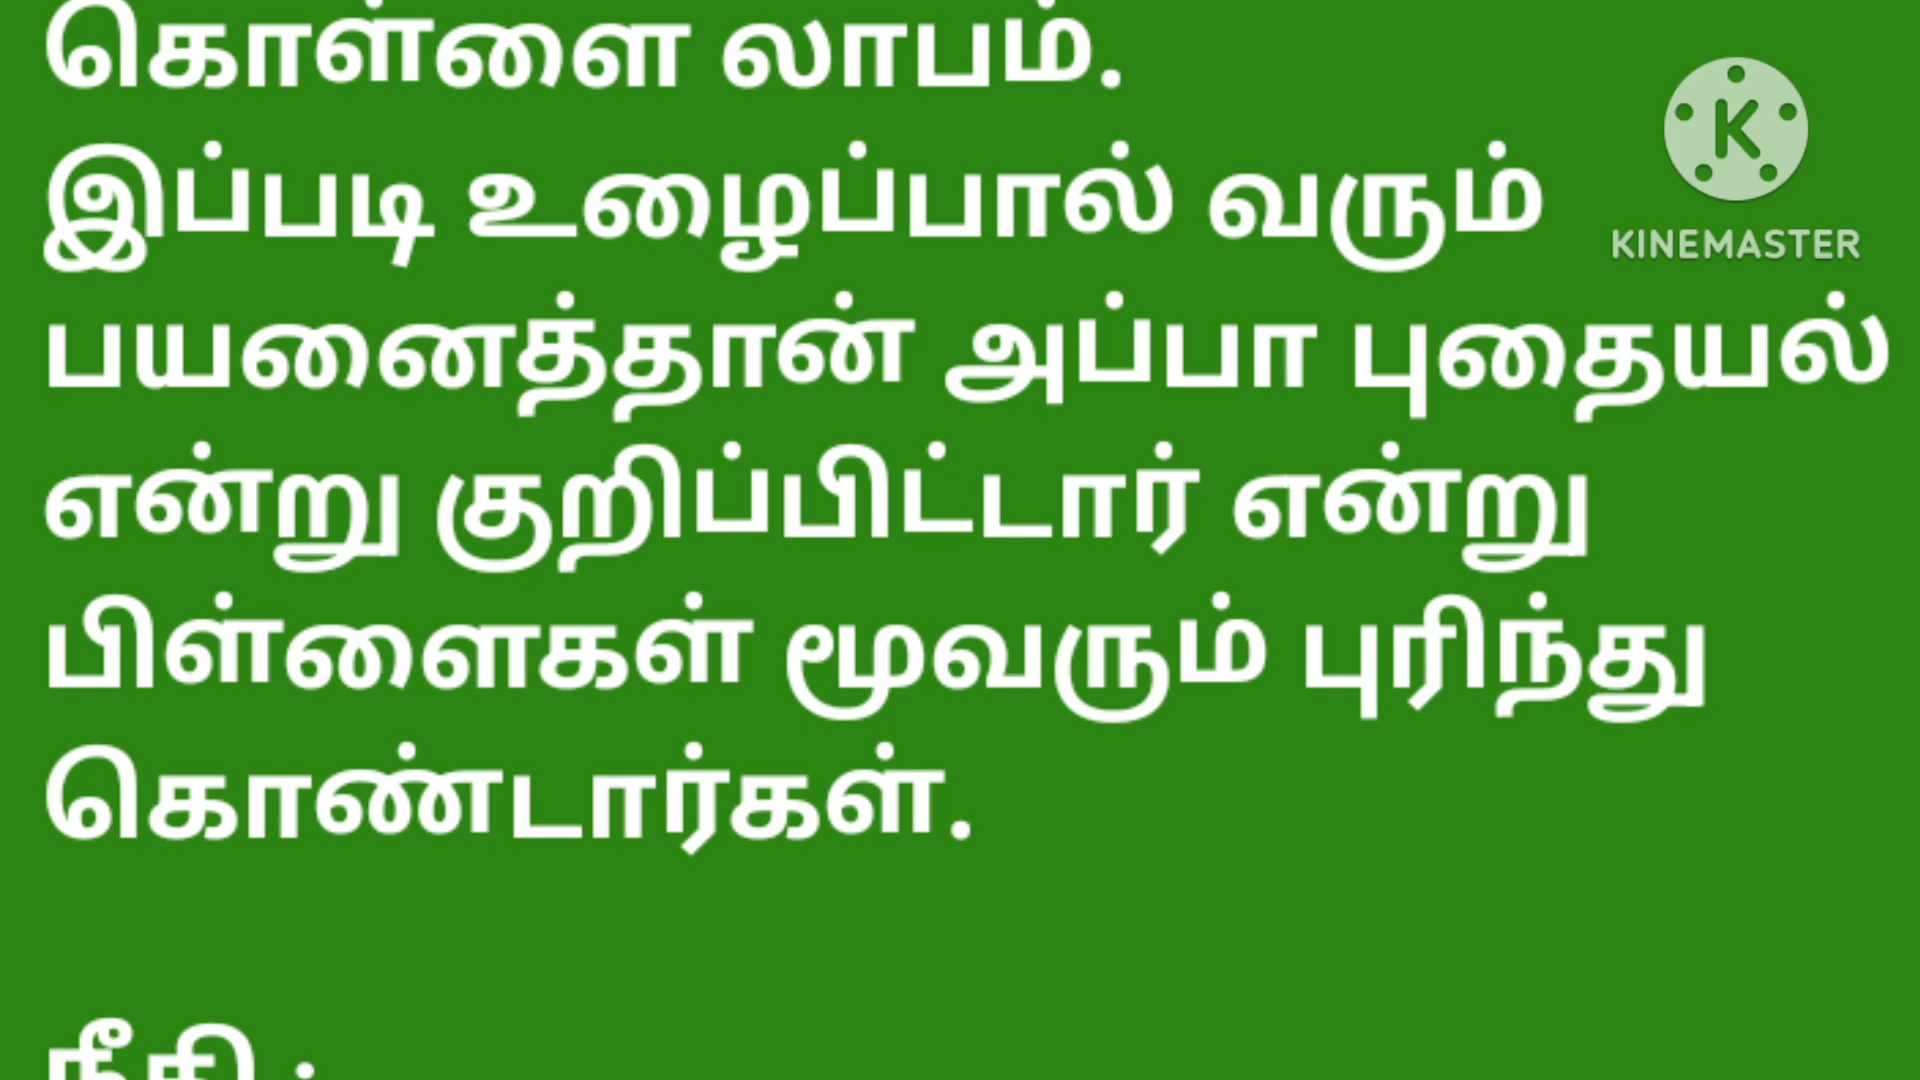 கொள்ளை லாபம்.
இப்படி உழைப்பால் வரும்
KINEMASTER
பயனைத்தான் அப்பா புதையல்
என்று குறிப்பிட்டார் என்று
பிள்ளைகள் மூவரும் புரிந்து
கொண்டார்கள்.
நீதி :